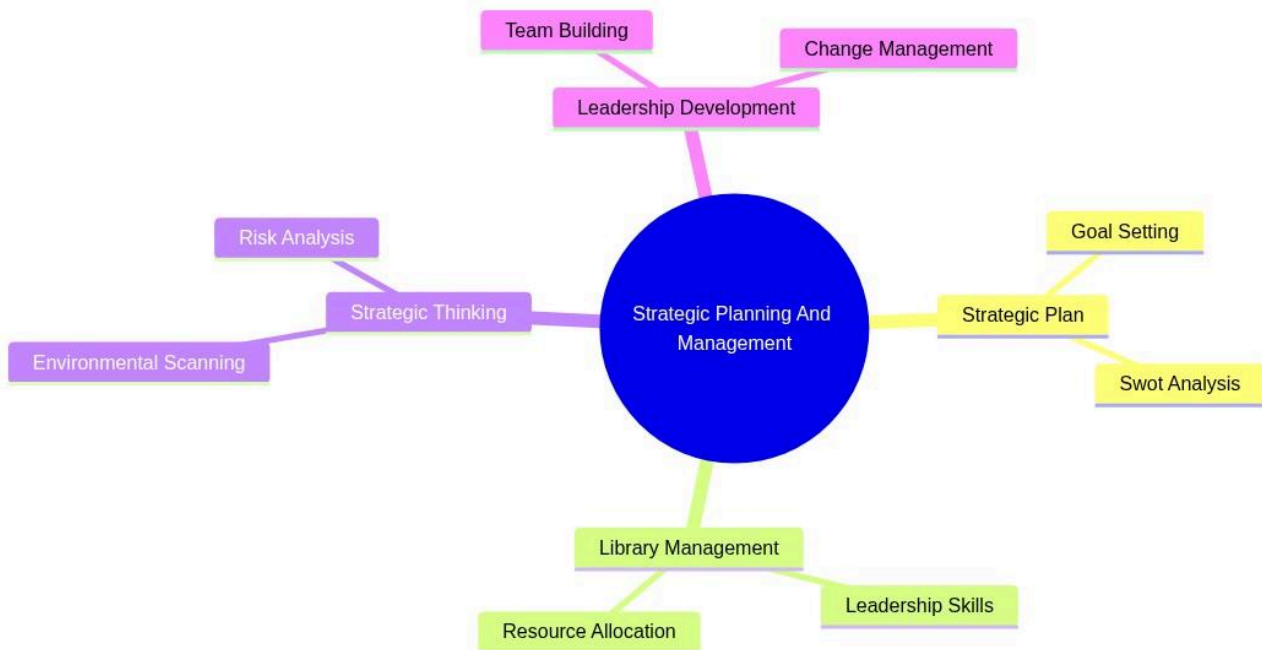 Team Building
Change Management
Leadership Development
Risk Analysis
Goal Setting
Strategic Thinking
Strategic Planning And
Management
Strategic Plan
Environmental Scanning
Swot Analysis
Library Management
Leadership Skills
Resource Allocation